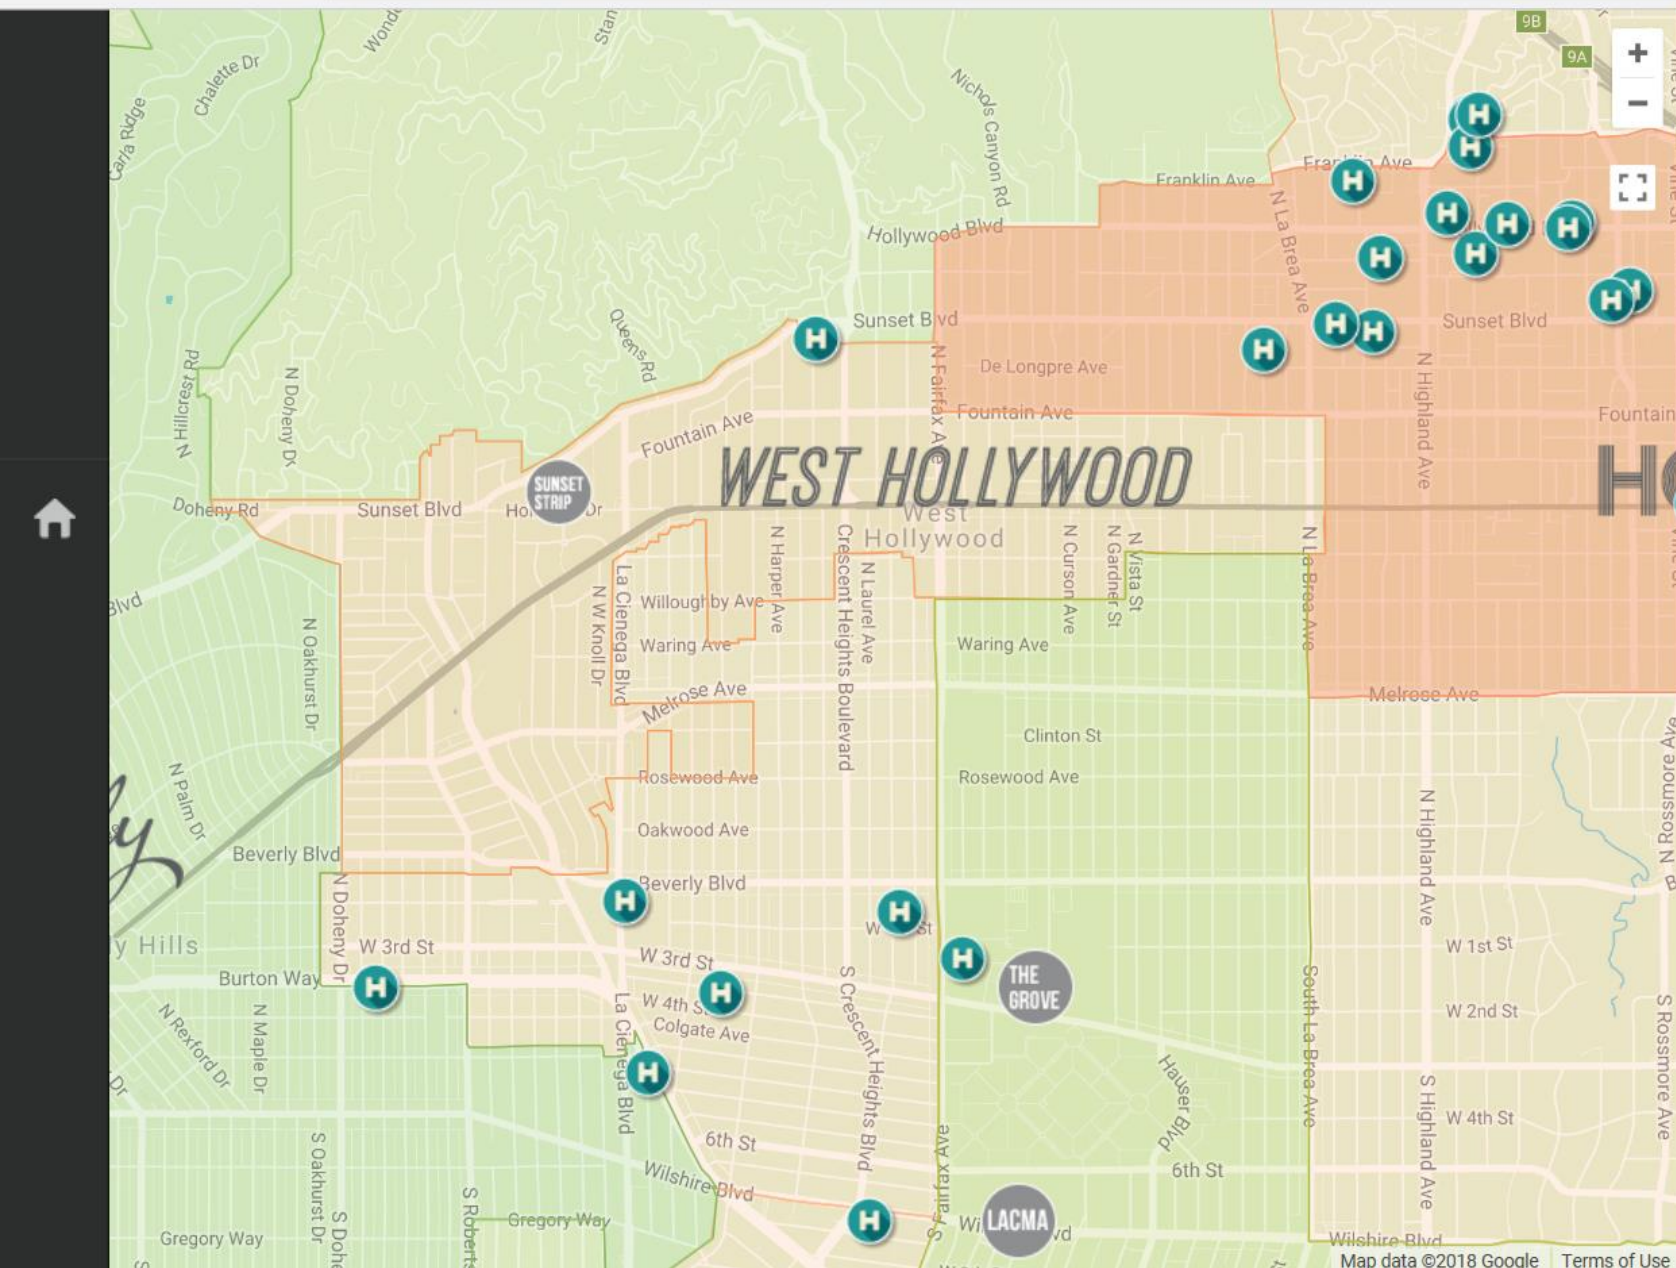 Chalette Dr
Carla Ridge
Stan
9B
9A
Nichols Canyon Rd
Franklin Ave
Franklin Ave
N La Brea Ave
Hollywood Blvd
Queens Rd
Sunset Blvd
Sunset Blvd
N Hillcrest Rd
N Doheny Dr
De Longpre Ave
N Fairfax Ave
N Highland Ave
Fountain Ave
Fountain Ave
Fountain
WEST HOLLYWOOD
SUNSET
STRIP
Doheny Rd
Sunset Blvd
West
Hollywood
N Harper Ave
Crescent Heights Boulevard
N Laurel Ave
N Curson Ave
N Gardner St
N Vista St
N La Brea Ave
Blvd
N Oakhurst Dr
N W Knoll Dr
La Cienega Blvd
Willoughby Ave
Waring Ave
Waring Ave
Melrose Ave
Melrose Ave
Clinton St
N Palm Dr
Rosewood Ave
Rosewood Ave
N Rossmore Ave
N Highland Ave
Oakwood Ave
Beverly Blvd
Beverly Blvd
N Doheny Dr
ly Hills
W 3rd St
W 3rd St
W 1st St
Burton Way
THE
GROVE
W 4th S
Colgate Ave
W 2nd St
N Rexford Dr
N Maple Dr
La Cienega Blvd
S Crescent Heights Blvd
South La Brea Ave
S Rossmore Ave
Dr
Hauser Blvd
S Highland Ave
W 4th St
6th St
6th St
S Oakhurst Dr
Wilshire Blvd
Gregory Way
Gregory Way
LACMA
Wilshire Blvd
Map data ©2018 Google
Terms of Use